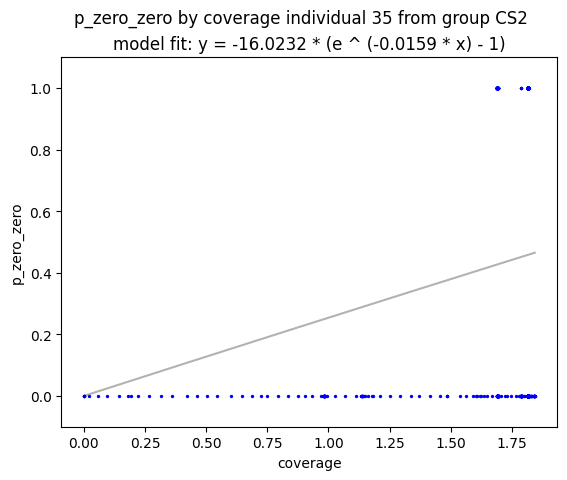 p_zero_zero by coverage individual 35 from group CS2
model fit: y = -16.0232 * (e ^ (-0.0159 * x) - 1)
1.0
0.8
0.6
0.4
0.2
0.0
p_zero_zero
0.00 0.25 0.50 0.75 1.00 1.25 1.50 1.75
coverage